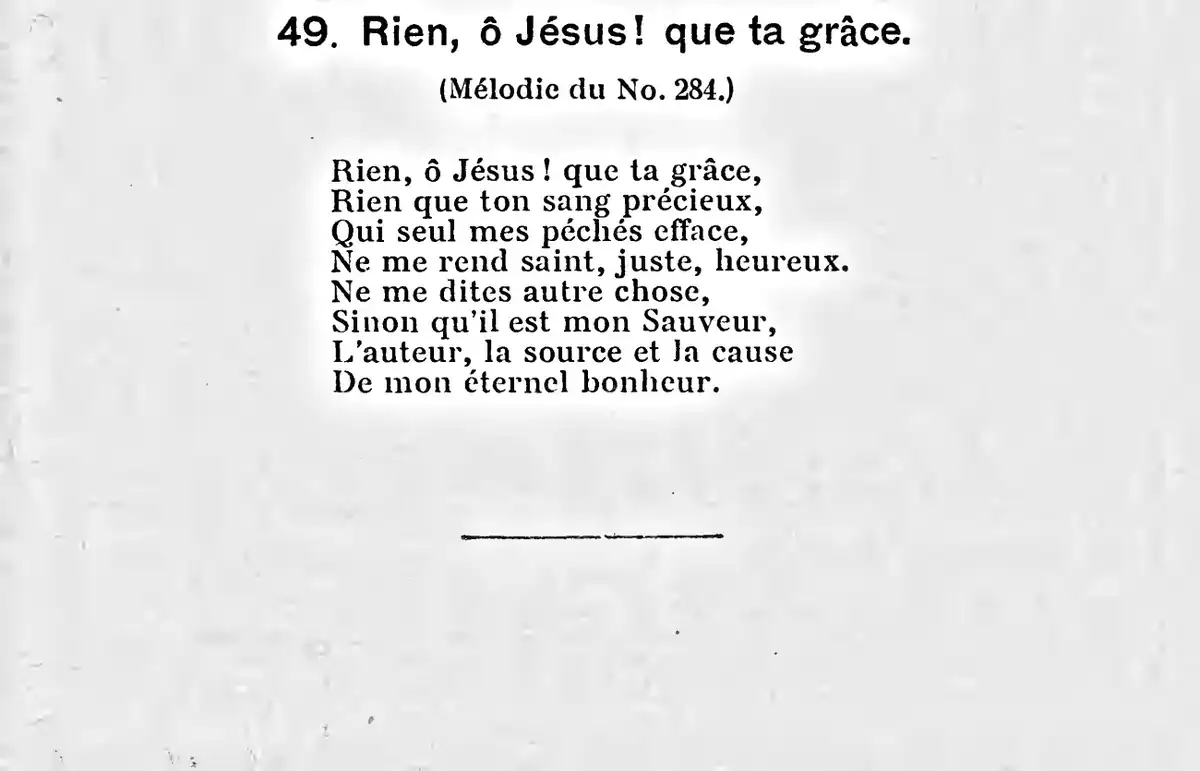 49. Rien, ô Jésus! que ta grâce.
(Mélodie du No. 284.)
Rien, ô Jésus! que ta grâce,
Rien que ton sang précieux,
Qui seul mes péchés efface,
Ne me rend saint, juste, heureux.
Ne me dites autre chose,
Sinon qu'il est mon Sauveur,
L'auteur, la source et la cause
De mon éternel bonheur.